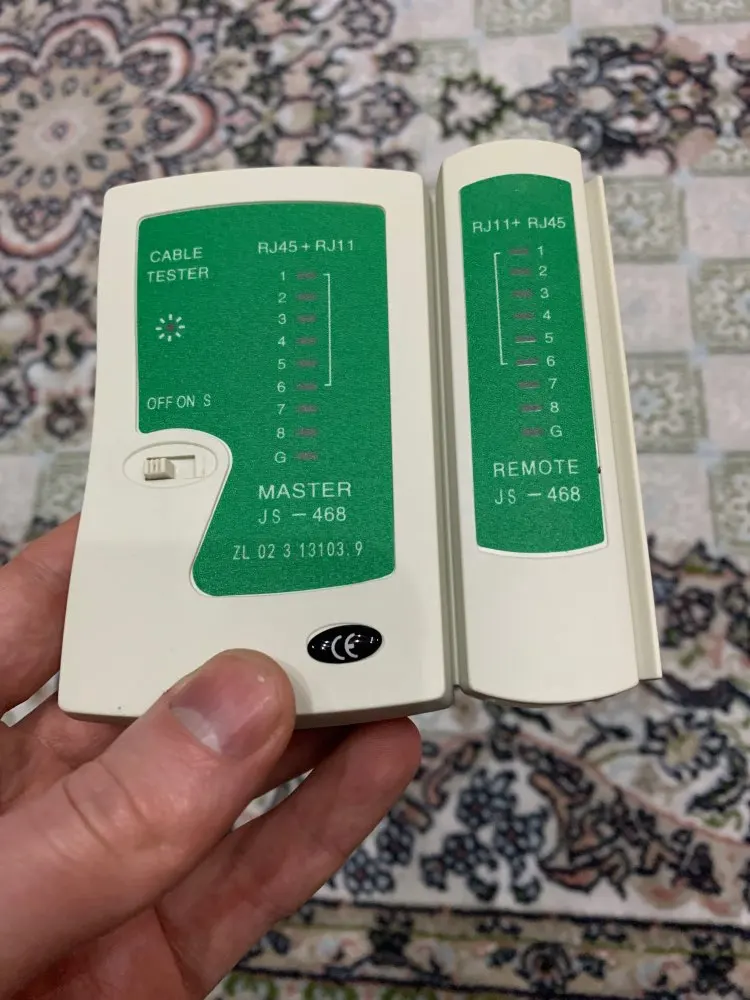 CABLE
TESTER
OFF ON S
RJ45 + RJ11
1
2
3
4
5
6
7
8
G
MASTER
JS - 468
ZL 02 3 13103. 9
CE
RJ11+ RJ45
1
2
3
4
5
6
7
8
G
REMOTE
JS - 468